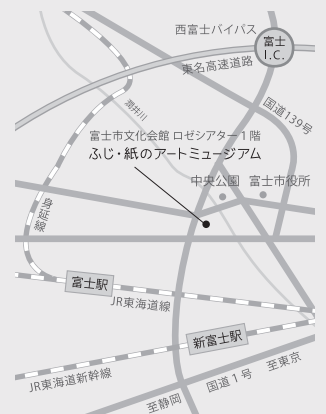 西富士バイパス
富士
I.C.
東名高速道路
国道139号
潤井川
富士市文化会館 ロゼシアター1階
ふじ・紙のアートミュージアム
中央公園
富士市役所
身延線
富士駅
JR東海道線
新富士駅
JR東海道新幹線
国道1号
至東京
至静岡